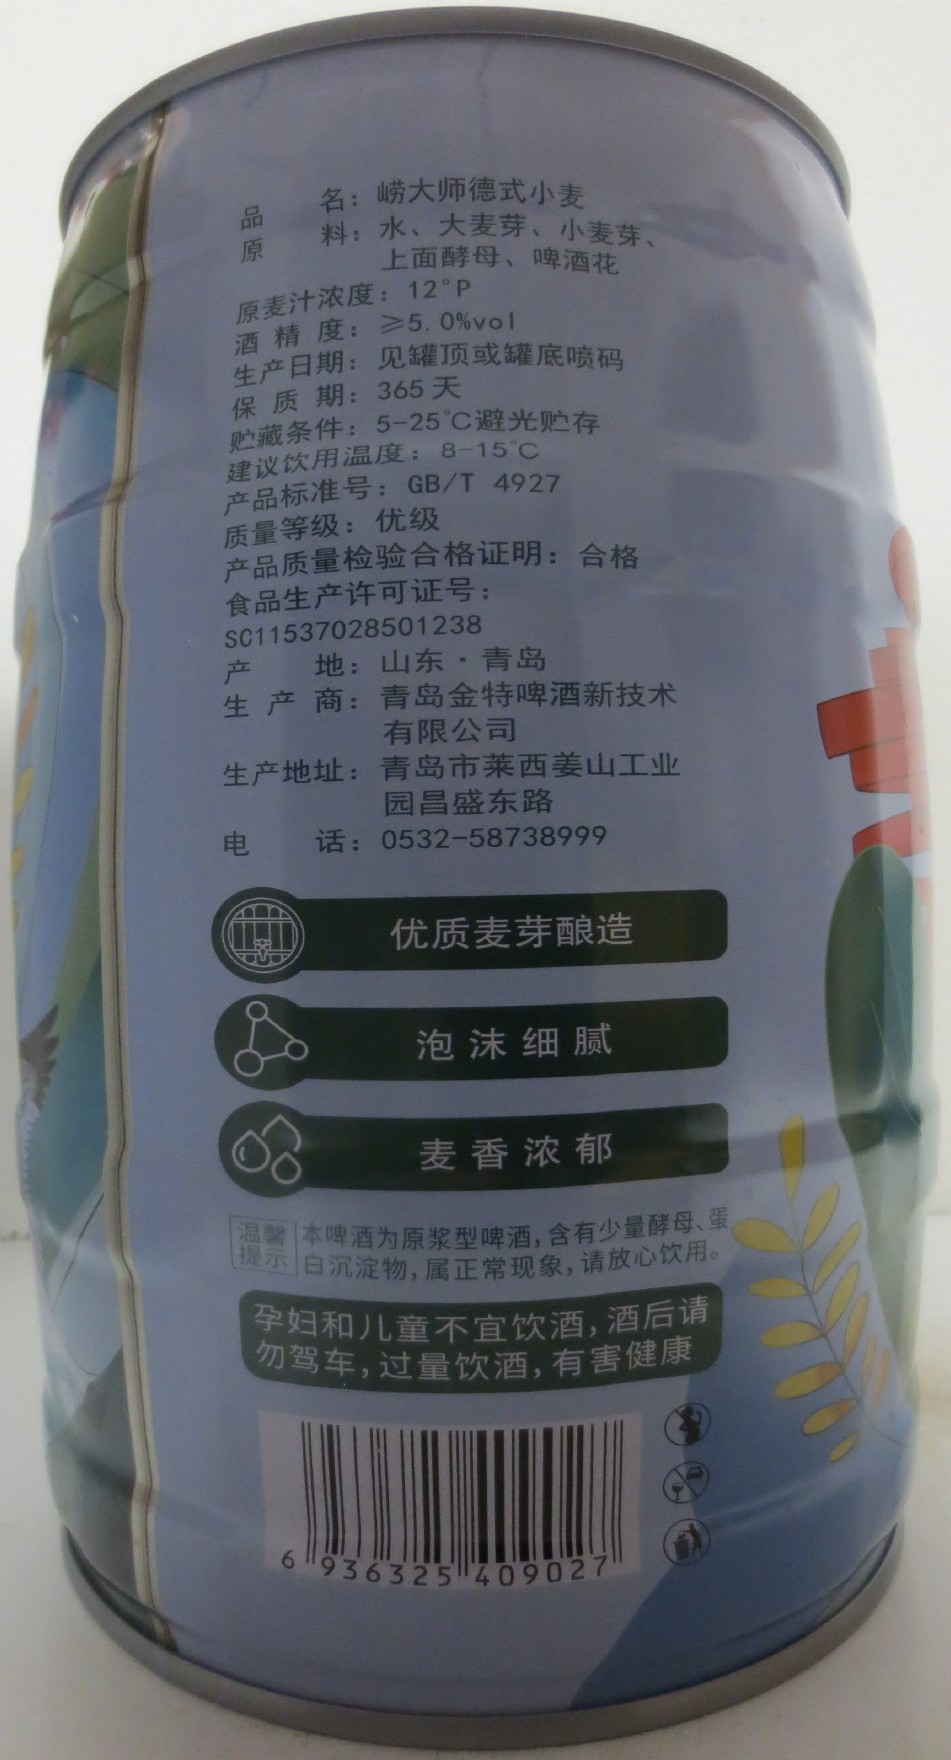 品 名：崂大师德式小麦
原 料：水、大麦芽、小麦芽、
上面酵母、啤酒花
原麦汁浓度：12°P
酒精度：≥5.0%vol
生产日期：见罐顶或罐底喷码
保质期：365天
贮藏条件：5-25℃避光贮存
建议饮用温度：8-15℃
产品标准号：GB/T 4927
质量等级：优级
产品质量检验合格证明：合格
食品生产许可证号：
SC11537028501238
产 地：山东·青岛
生产商：青岛金特啤酒新技术
有限公司
生产地址：青岛市莱西姜山工业
园昌盛东路
电 话：0532-58738999
优质麦芽酿造
泡沫细腻
麦香浓郁
温馨提示
本啤酒为原浆型啤酒,含有少量酵母、蛋
白沉淀物,属正常现象,请放心饮用。
孕妇和儿童不宜饮酒,酒后请
勿驾车,过量饮酒,有害健康
6 936325 409027